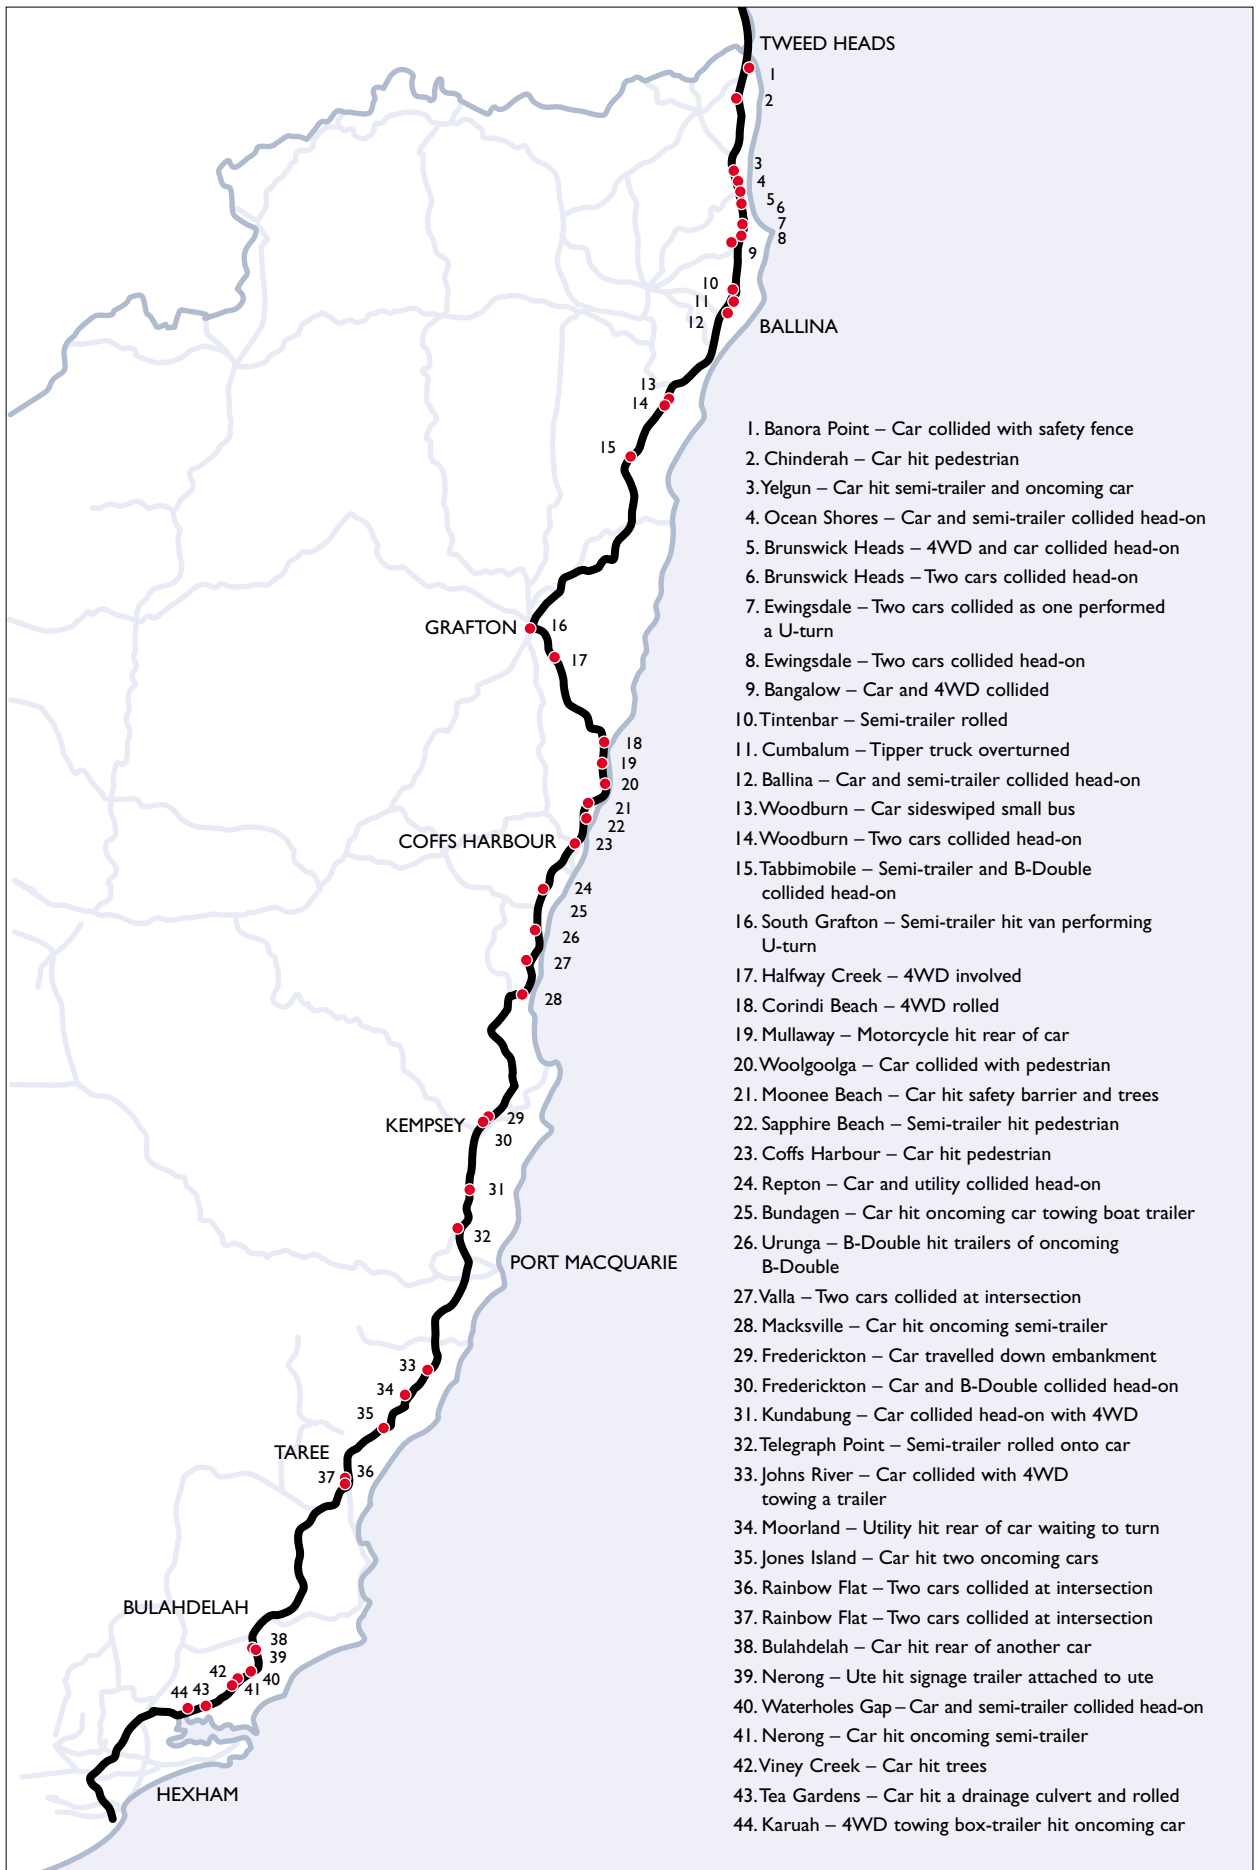 TWEED HEADS
1
2
3
4
5
6
7
8
9
10
11
12
BALLINA
13
14
15
GRAFTON
16
17
18
19
20
21
22
COFFS HARBOUR
23
24
25
26
27
28
29
KEMPSEY
30
31
32
PORT MACQUARIE
33
34
35
TAREE
36
37
BULAHDELAH
38
39
40
42
41
44
43
HEXHAM
1. Banora Point – Car collided with safety fence
2. Chinderah – Car hit pedestrian
3. Yelgun – Car hit semi-trailer and oncoming car
4. Ocean Shores – Car and semi-trailer collided head-on
5. Brunswick Heads – 4WD and car collided head-on
6. Brunswick Heads – Two cars collided head-on
7. Ewingsdale – Two cars collided as one performed
a U-turn
8. Ewingsdale – Two cars collided head-on
9. Bangalow – Car and 4WD collided
10. Tintenbar – Semi-trailer rolled
11. Cumbalum – Tipper truck overturned
12. Ballina – Car and semi-trailer collided head-on
13. Woodburn – Car sideswiped small bus
14. Woodburn – Two cars collided head-on
15. Tabbimobile – Semi-trailer and B-Double
collided head-on
16. South Grafton – Semi-trailer hit van performing
U-turn
17. Halfway Creek – 4WD involved
18. Corindi Beach – 4WD rolled
19. Mullaway – Motorcycle hit rear of car
20. Woolgoolga – Car collided with pedestrian
21. Moonee Beach – Car hit safety barrier and trees
22. Sapphire Beach – Semi-trailer hit pedestrian
23. Coffs Harbour – Car hit pedestrian
24. Repton – Car and utility collided head-on
25. Bundagen – Car hit oncoming car towing boat trailer
26. Urunga – B-Double hit trailers of oncoming
B-Double
27. Valla – Two cars collided at intersection
28. Macksville – Car hit oncoming semi-trailer
29. Frederickton – Car travelled down embankment
30. Frederickton – Car and B-Double collided head-on
31. Kundabung – Car collided head-on with 4WD
32. Telegraph Point – Semi-trailer rolled onto car
33. Johns River – Car collided with 4WD
towing a trailer
34. Moorland – Utility hit rear of car waiting to turn
35. Jones Island – Car hit two oncoming cars
36. Rainbow Flat – Two cars collided at intersection
37. Rainbow Flat – Two cars collided at intersection
38. Bulahdelah – Car hit rear of another car
39. Nerong – Ute hit signage trailer attached to ute
40. Waterholes Gap – Car and semi-trailer collided head-on
41. Nerong – Car hit oncoming semi-trailer
42. Viney Creek – Car hit trees
43. Tea Gardens – Car hit a drainage culvert and rolled
44. Karuah – 4WD towing box-trailer hit oncoming car